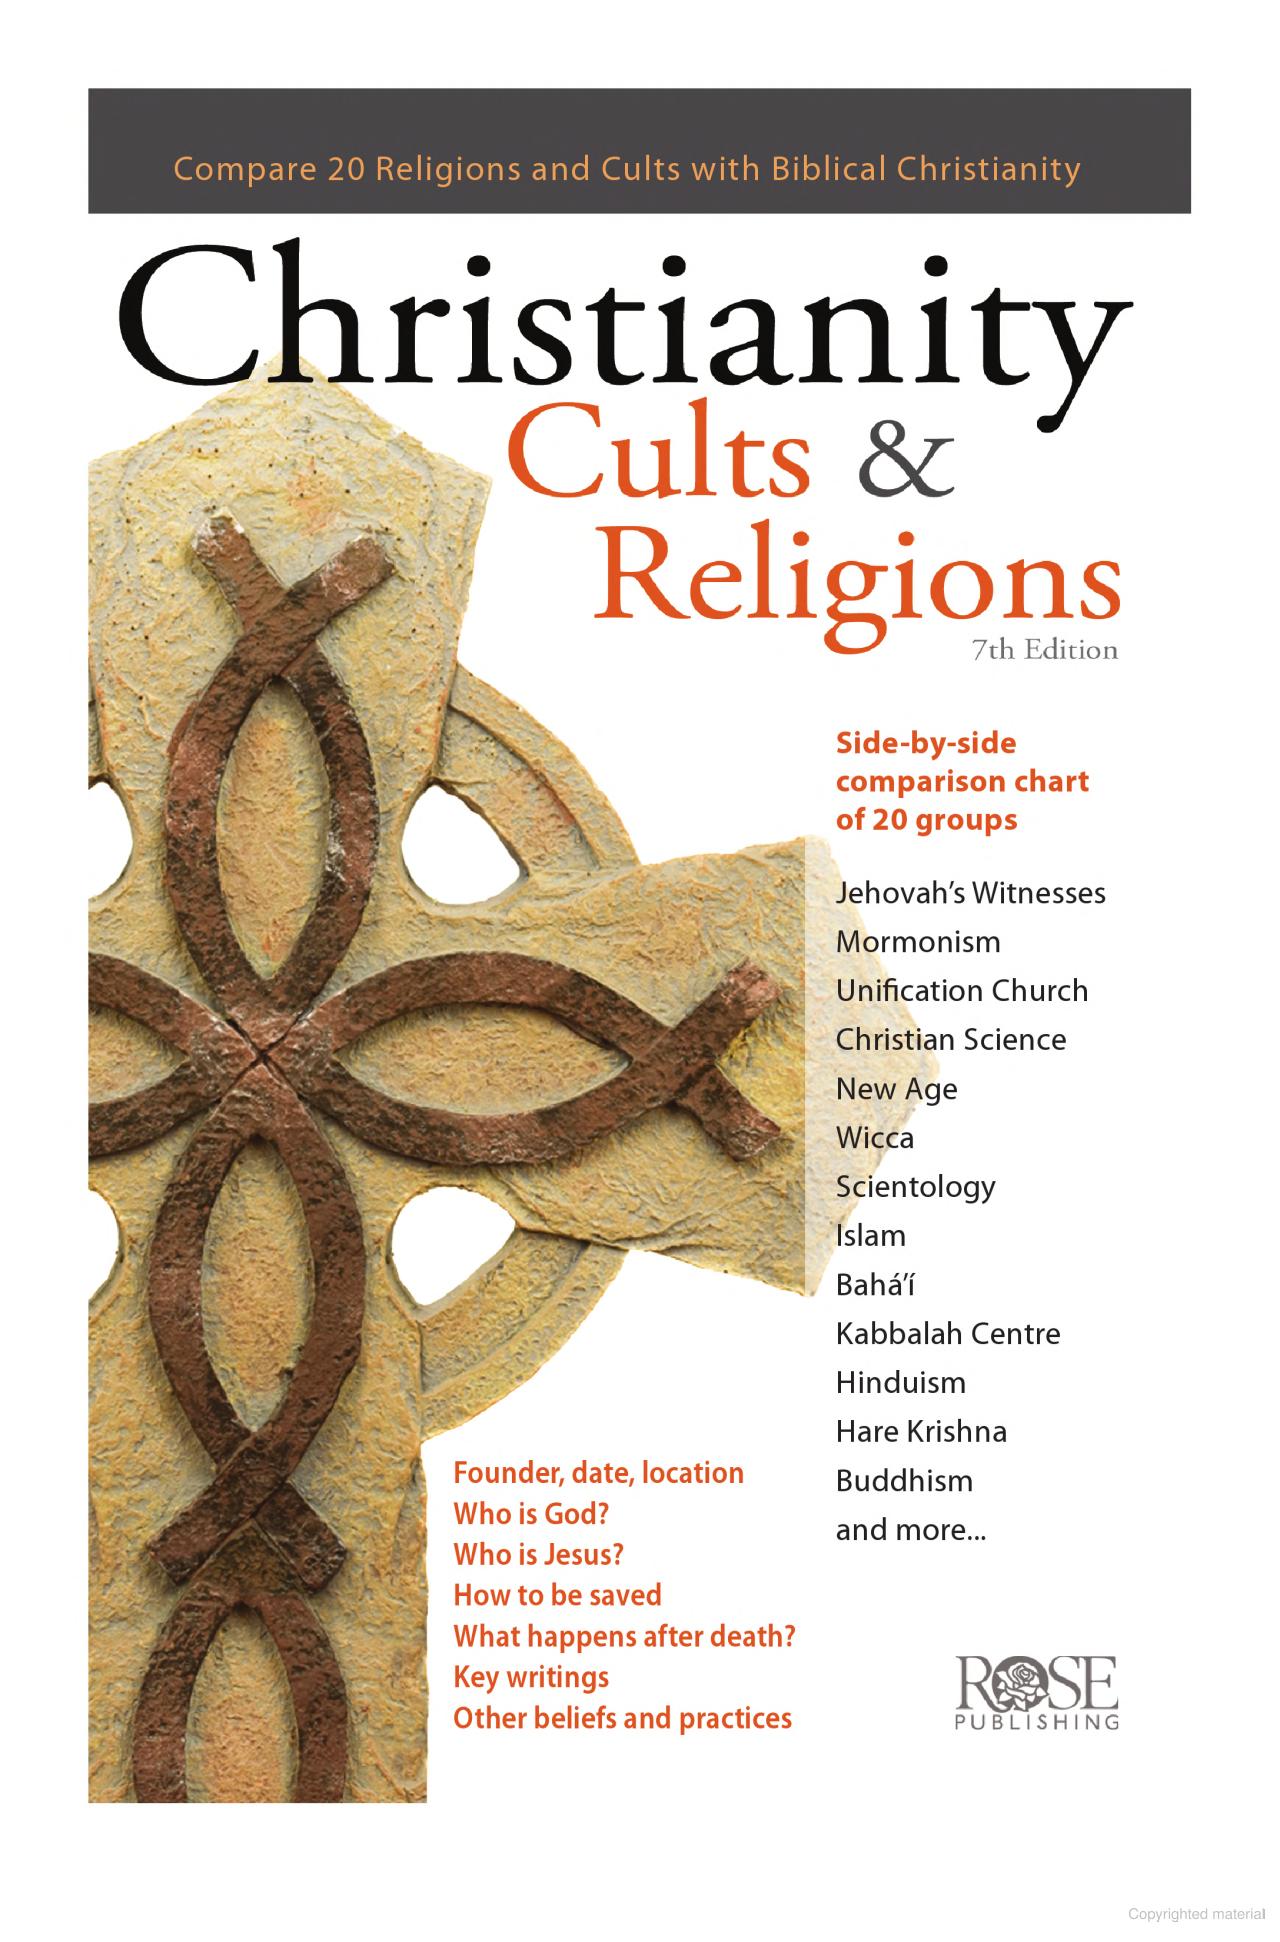 Compare 20 Religions and Cults with Biblical Christianity
Christianity
Cults &
Religions
7th Edition
Side-by-side
comparison chart
of 20 groups
Jehovah’s Witnesses
Mormonism
Unification Church
Christian Science
New Age
Wicca
Scientology
Islam
Bahá’í
Kabbalah Centre
Hinduism
Hare Krishna
Buddhism
and more...
Founder, date, location
Who is God?
Who is Jesus?
How to be saved
What happens after death?
Key writings
Other beliefs and practices
ROSE
PUBLISHING
Copyrighted material